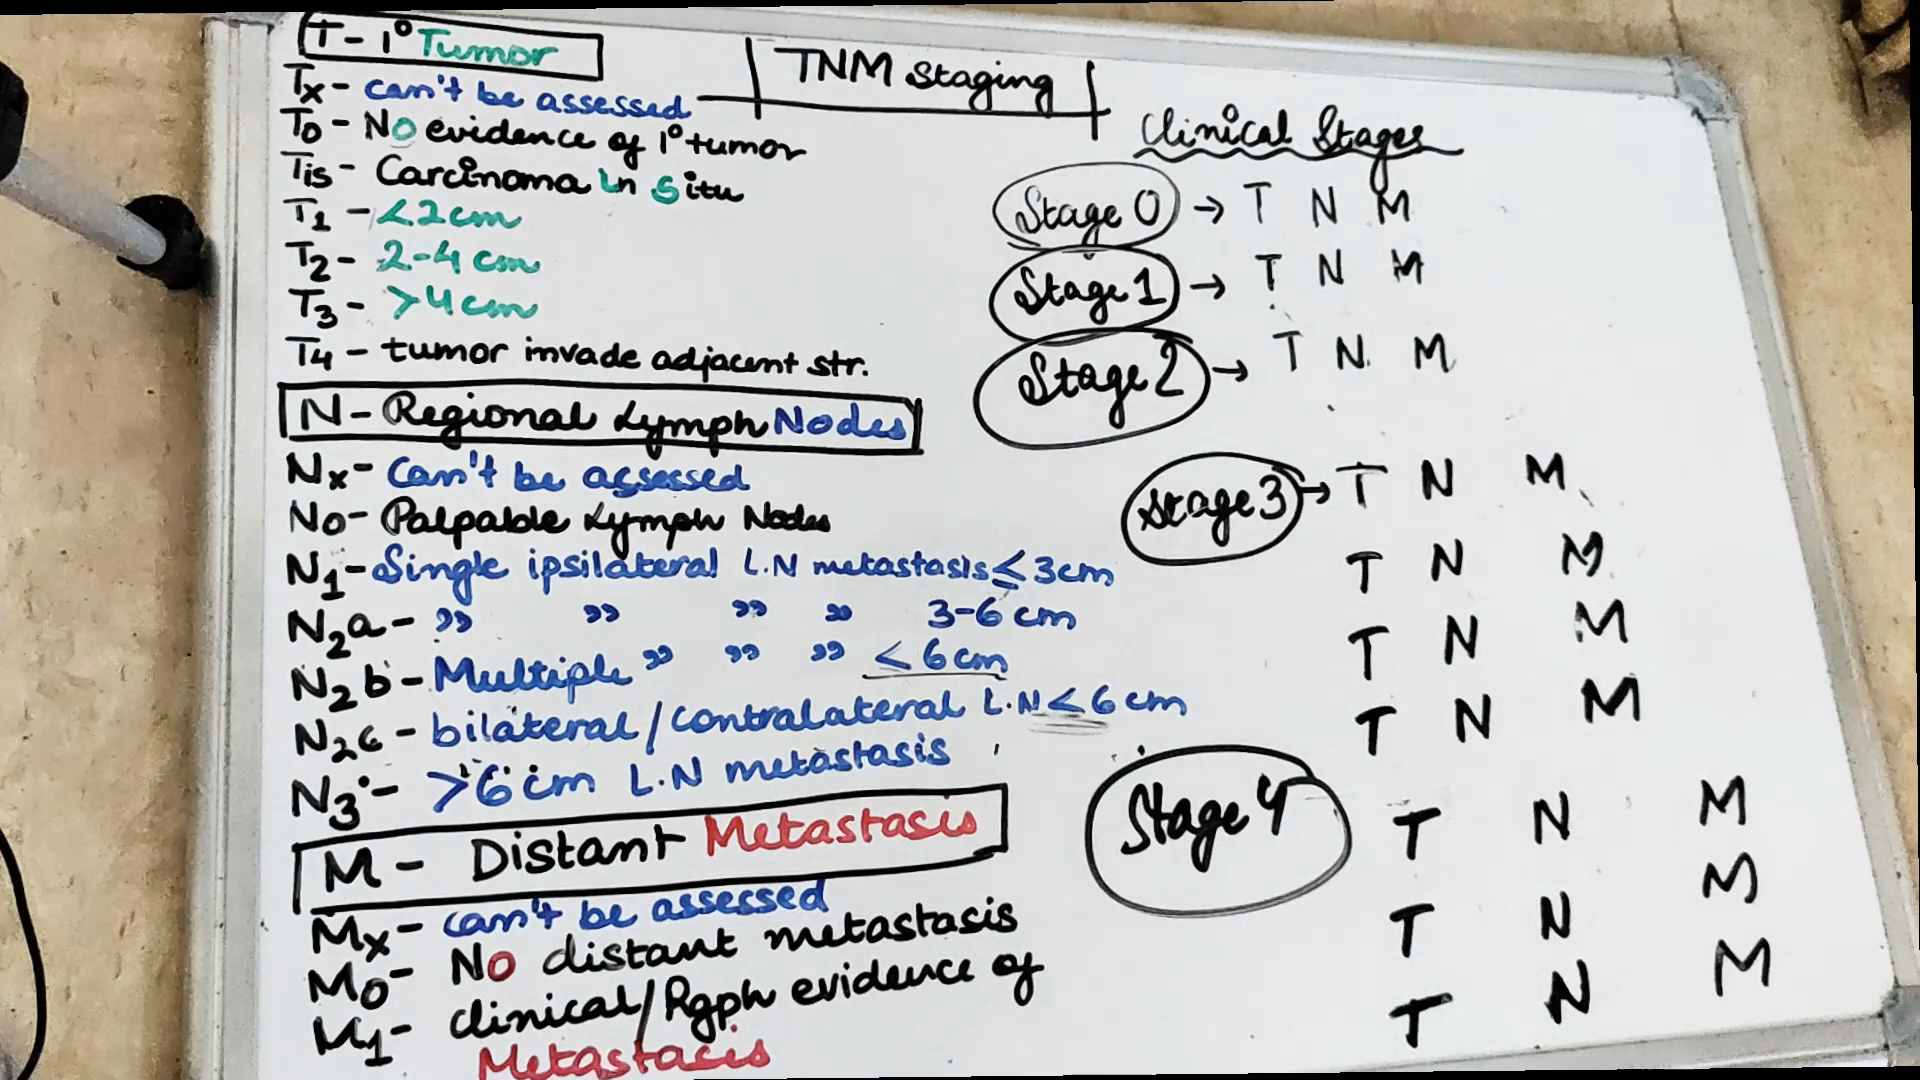 T - 1° Tumor
Tx - can't be assessed
T0 - No evidence of 1° tumor
Tis - Carcinoma In Situ
T1 - <2cm
T2 - 2-4 cm
T3 - >4cm
T4 - tumor invade adjacent str.
N - Regional Lymph Nodes
Nx - Can't be assessed
No - Palpable Lymph Nodes
N1 - Single ipsilateral L.N metastasis ≤ 3cm
N2a - " " " " 3-6 cm
N2b - Multiple " " " ≤ 6cm
N2c - bilateral/contralateral L.N ≤ 6 cm
N3 - >6cm L.N metastasis
M - Distant Metastasis
Mx - can't be assessed
M0 - No distant metastasis
M1 - clinical/Rgph evidence of
Metastasis
TNM Staging
Clinical Stages
Stage 0 → T N M
Stage 1 → T N M
Stage 2 → T N M
Stage 3 → T N M
T N M
T N M
T N M
Stage 4 T N M
T N M
T N M